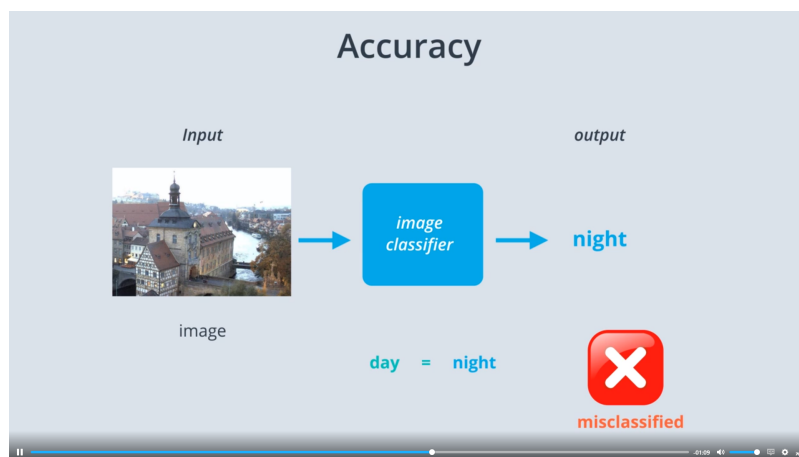 Accuracy
Input
output
image
classifier
night
image
day = night
misclassified
-01:09